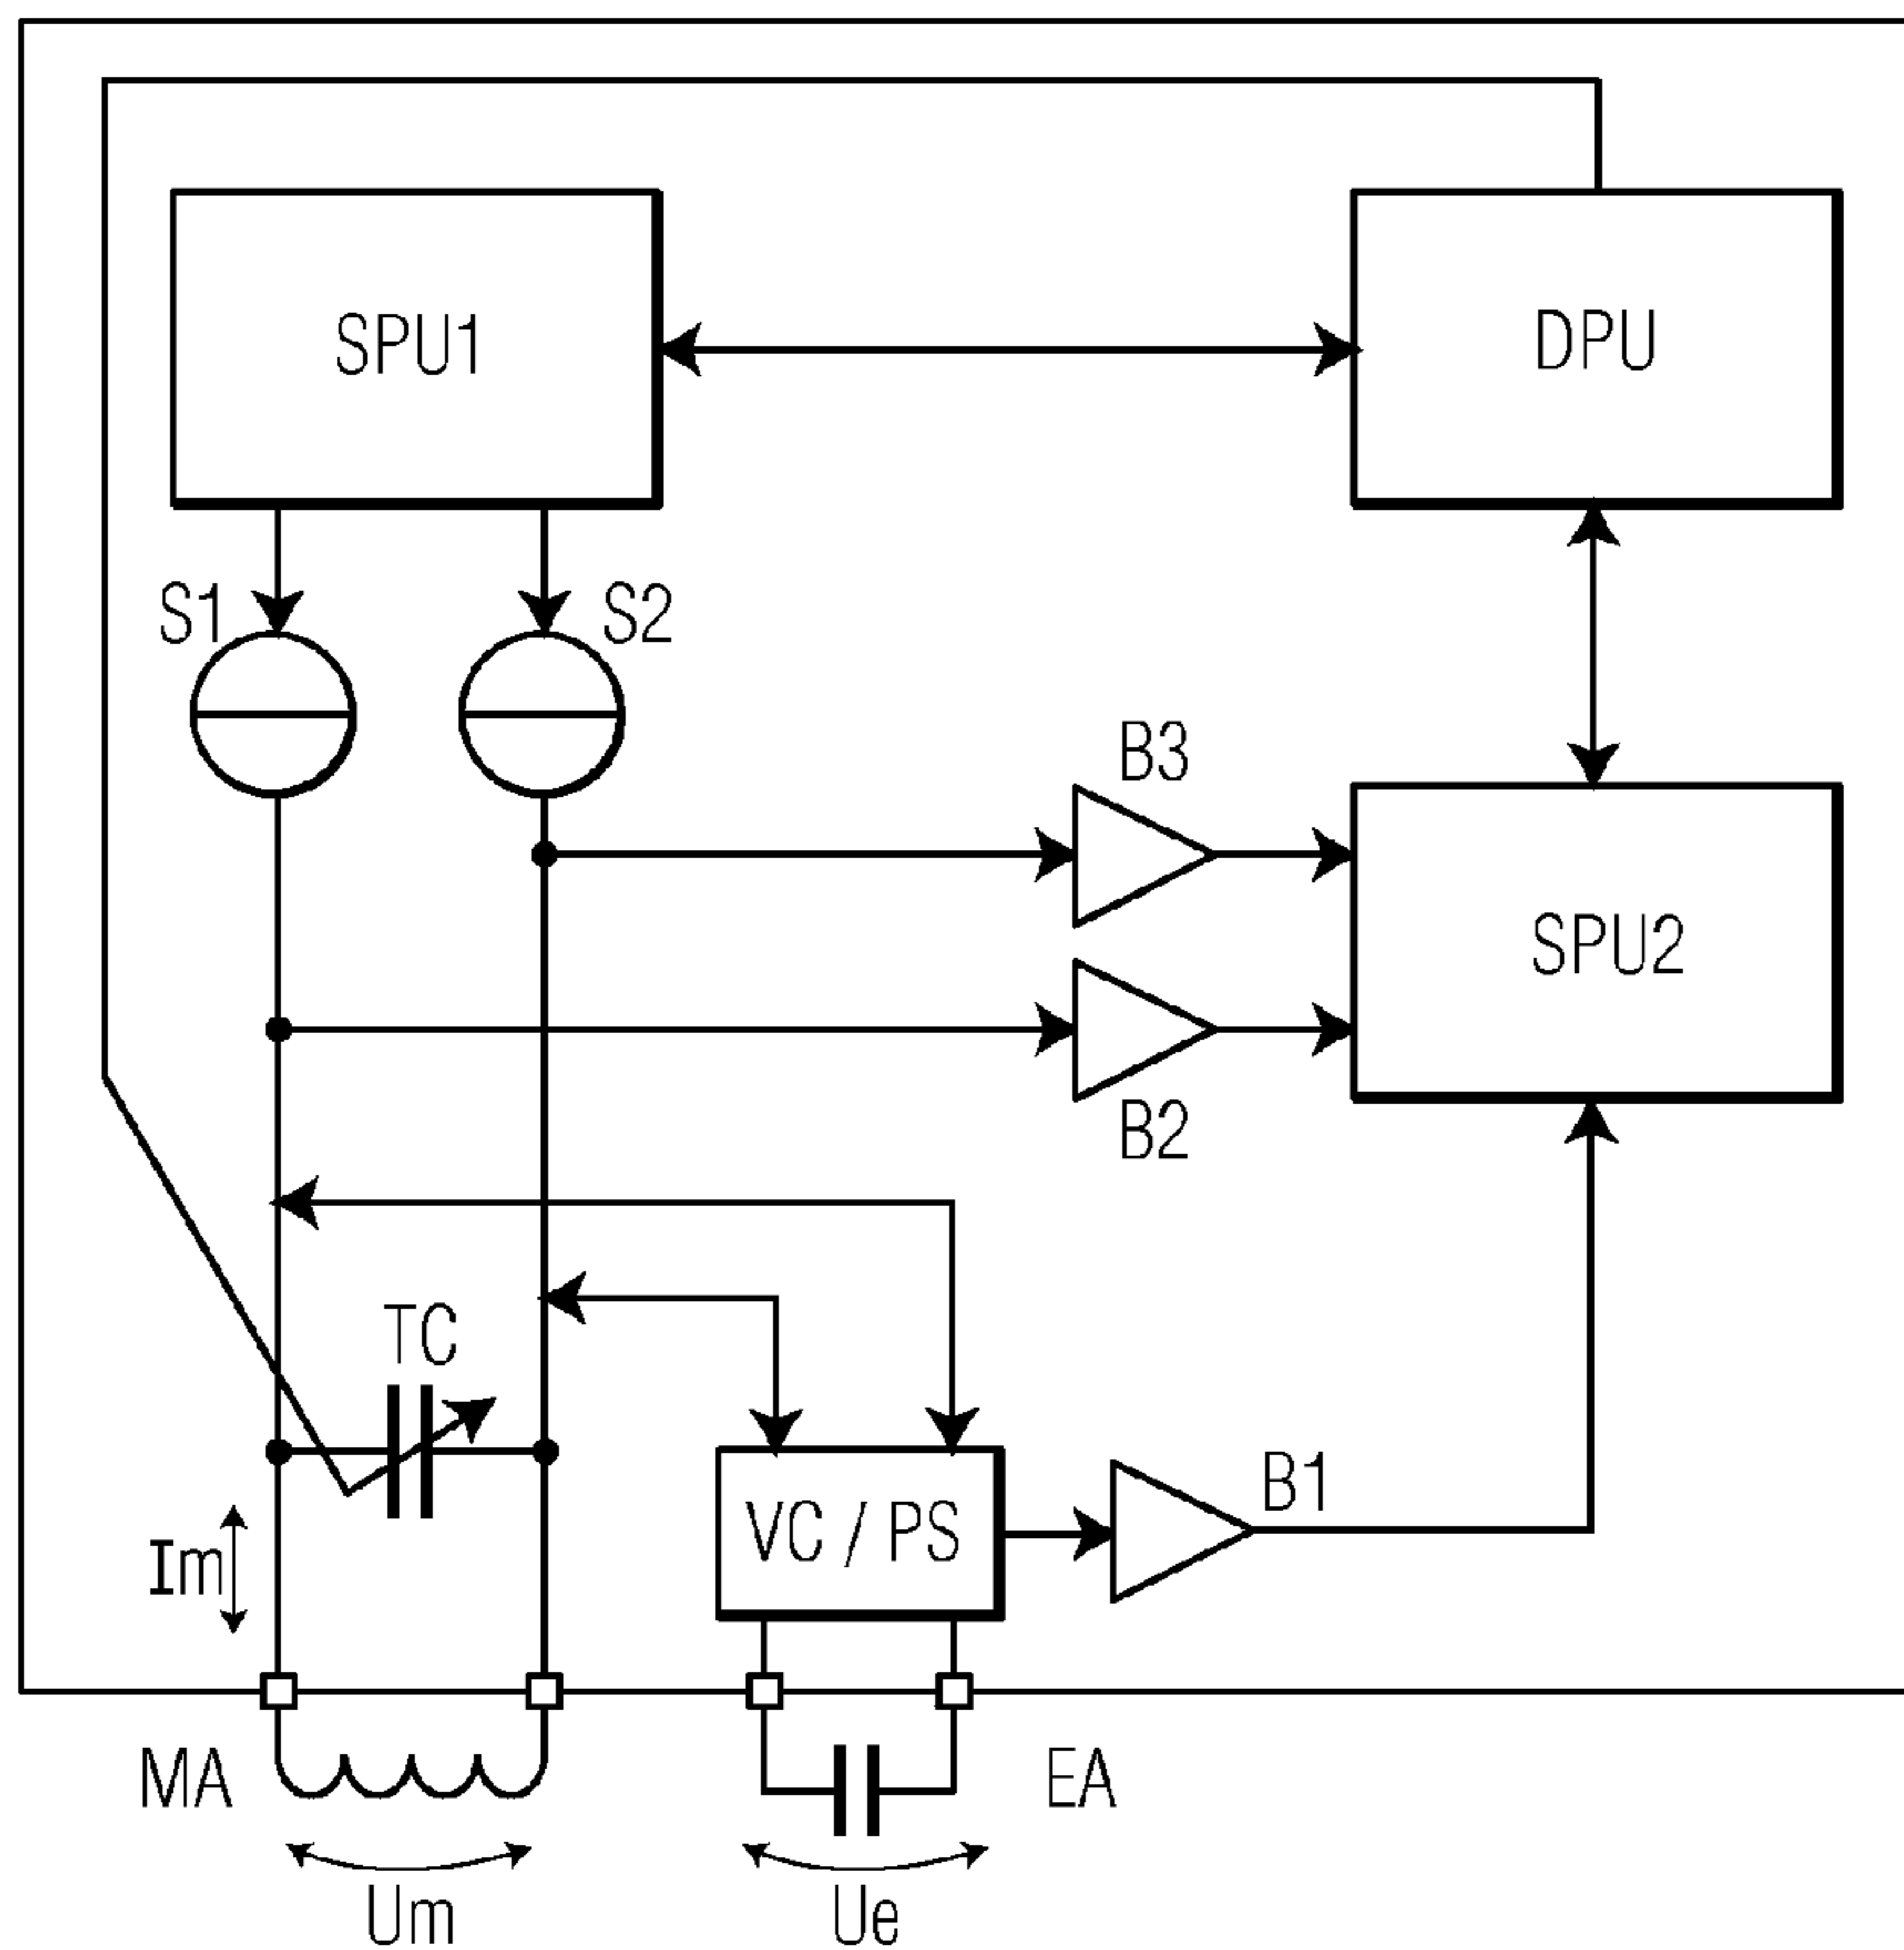 SPU1
DPU
S1
S2
B3
SPU2
B2
TC
B1
VC / PS
Im
MA
EA
Um
Ue